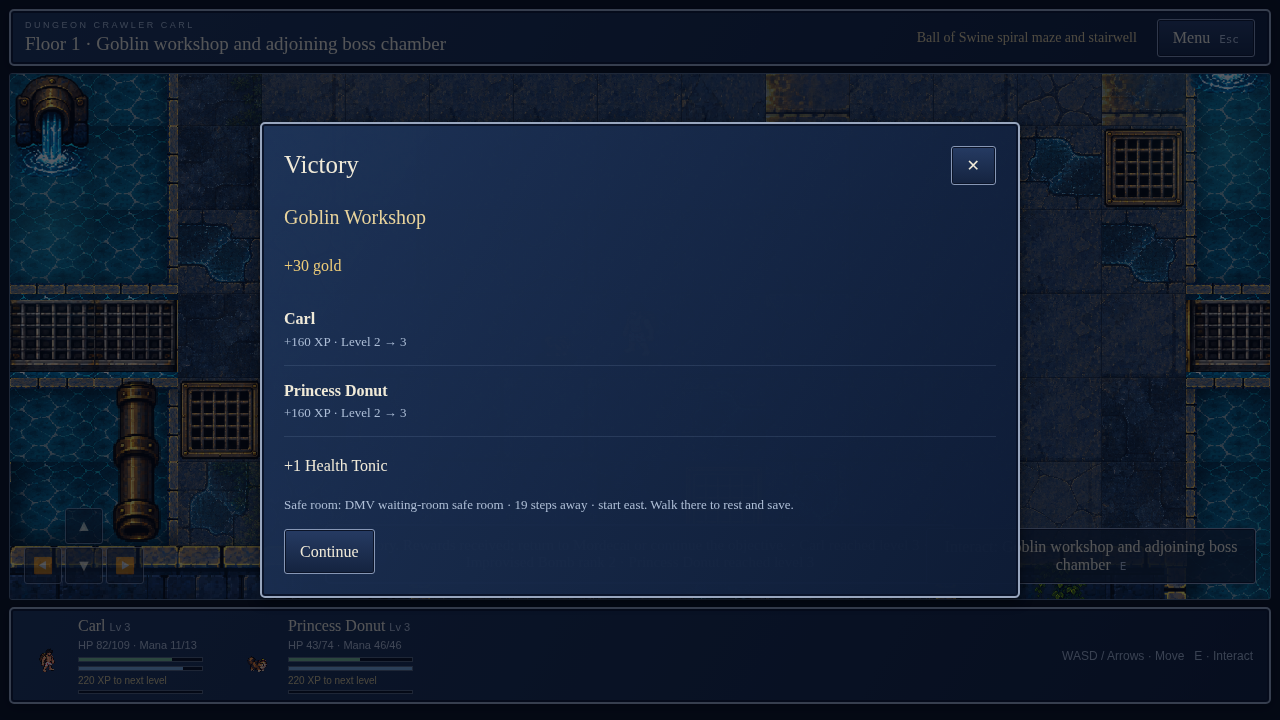 DUNGEON CRAWLER CARL
Floor 1 · Goblin workshop and adjoining boss chamber
Ball of Swine spiral maze and stairwell
Menu Esc
Victory
×
Goblin Workshop
+30 gold
Carl
+160 XP · Level 2 → 3
Princess Donut
+160 XP · Level 2 → 3
+1 Health Tonic
Safe room: DMV waiting-room safe room · 19 steps away · start east. Walk there to rest and save.
Continue
workshop and adjoining boss
chamber E
Carl Lv 3
HP 82/109 · Mana 11/13
220 XP to next level
Princess Donut Lv 3
HP 43/74 · Mana 46/46
220 XP to next level
WASD / Arrows · Move E · Interact